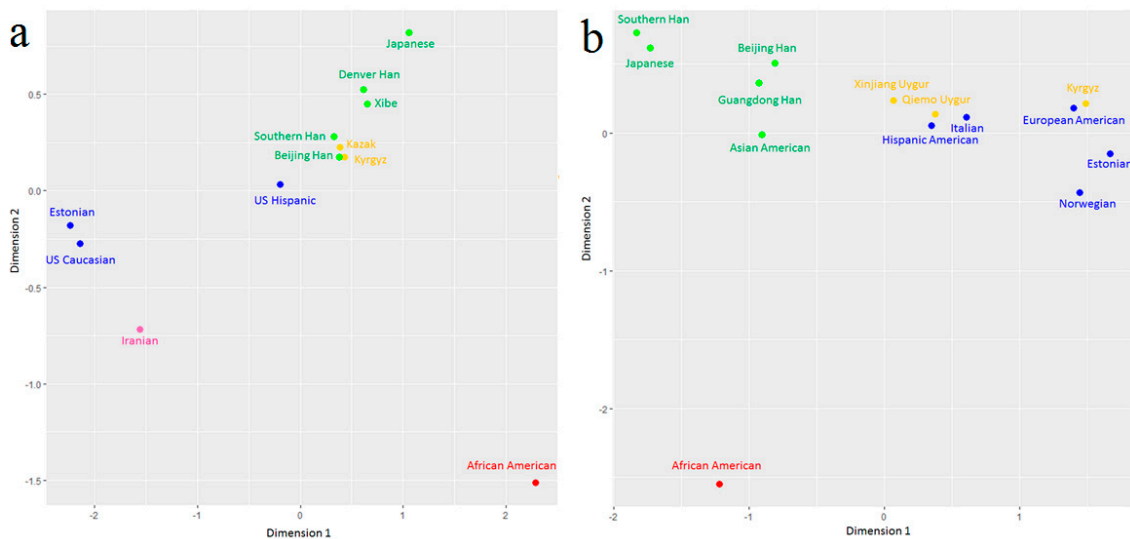 a
Japanese
Denver Han
Xibe
Southern Han
Kazak
Beijing Han
Kyrgyz
US Hispanic
Estonian
US Caucasian
Iranian
African American
0.5
0.0
-0.5
-1.0
-1.5
Dimension 2
-2
-1
0
1
2
Dimension 1
b
Southern Han
Japanese
Beijing Han
Guangdong Han
Asian American
Xinjiang Uygur
Qiemo Uygur
Kyrgyz
European American
Italian
Hispanic American
Estonian
Norwegian
African American
0
-1
-2
Dimension 2
-2
-1
0
1
Dimension 1